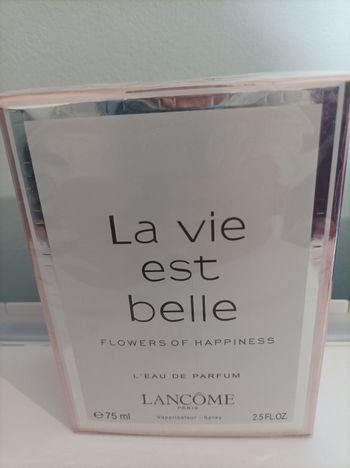 La vie
est
belle
FLOWERS OF HAPPINESS
L'EAU DE PARFUM
LANCÔME
PARIS
℮75 ml Vaporisateur - Spray 2.5 FL.OZ.